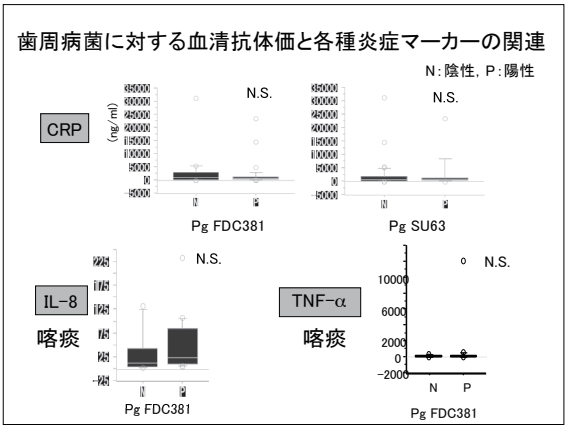 歯周病菌に対する血清抗体価と各種炎症マーカーの関連
N:陰性, P:陽性
CRP
(ng/ml)
35000
30000
25000
20000
15000
10000
5000
0
-5000
N.S.
N P
Pg FDC381
35000
30000
25000
20000
15000
10000
5000
0
-5000
N.S.
N P
Pg SU63
IL-8
喀痰
225
175
125
75
25
-25
N.S.
N P
Pg FDC381
TNF-α
喀痰
10000
6000
2000
0
-2000
N.S.
N P
Pg FDC381